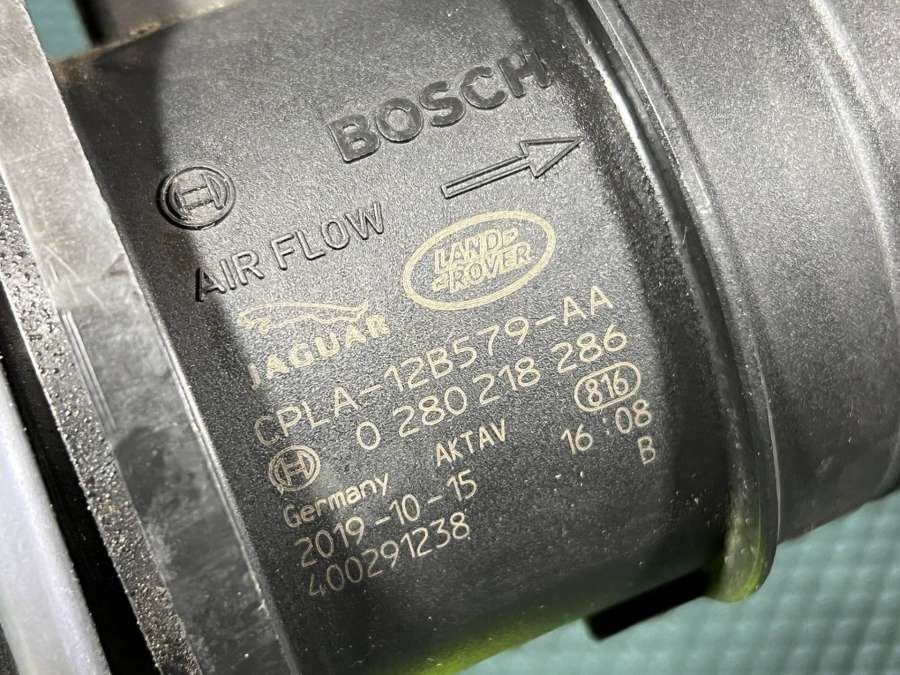 BOSCH
AIR FLOW
LAND
ROVER
JAGUAR
CPLA-12B579-AA
0 280 218 286
816
Germany AKTAV 16:08
2019-10-15 B
400291238